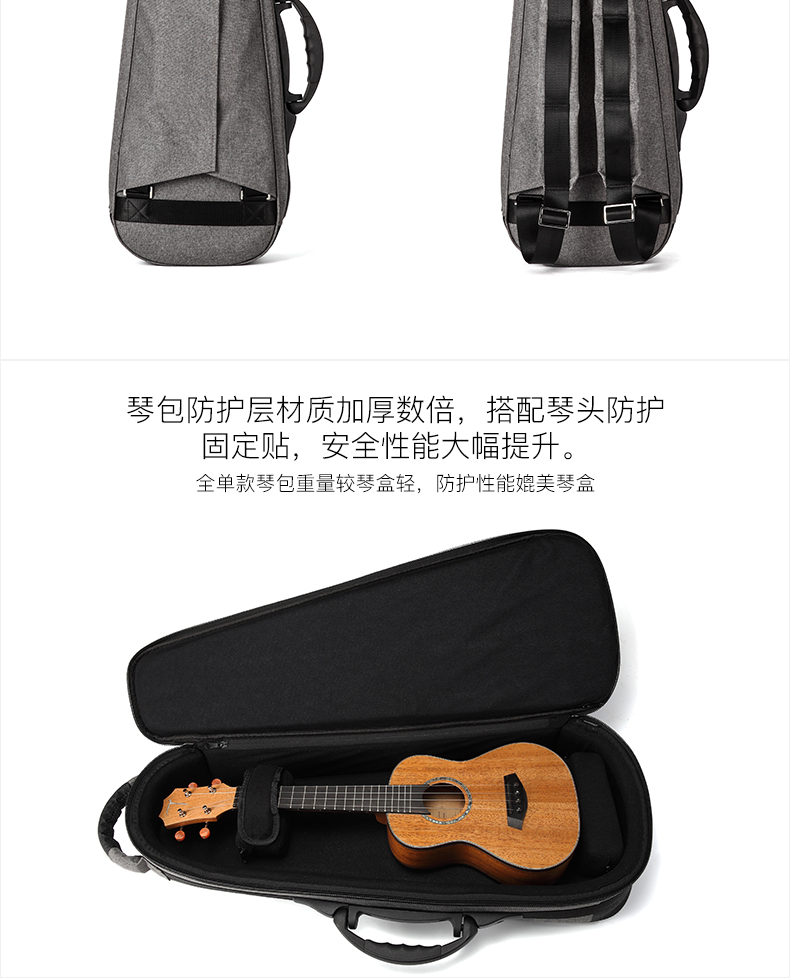 琴包防护层材质加厚数倍，搭配琴头防护
固定贴，安全性能大幅提升。
全单款琴包重量较琴盒轻，防护性能媲美琴盒